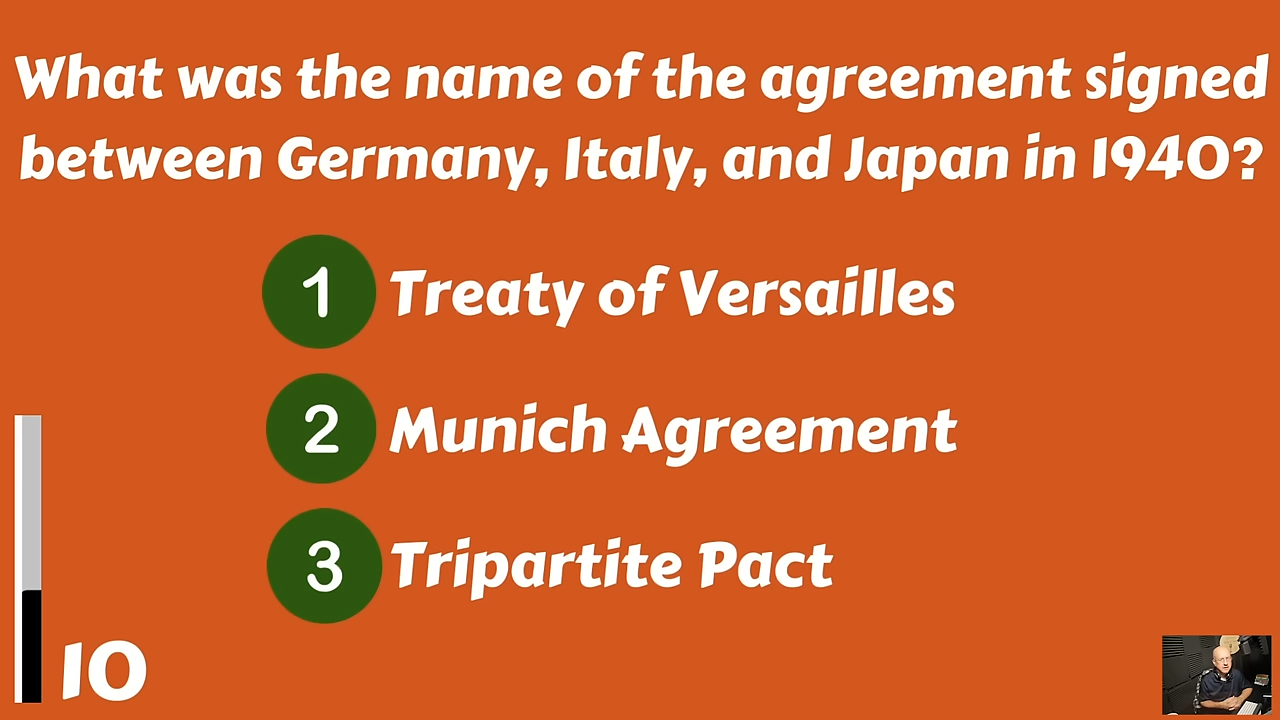 What was the name of the agreement signed
between Germany, Italy, and Japan in 1940?
1 Treaty of Versailles
2 Munich Agreement
3 Tripartite Pact
10